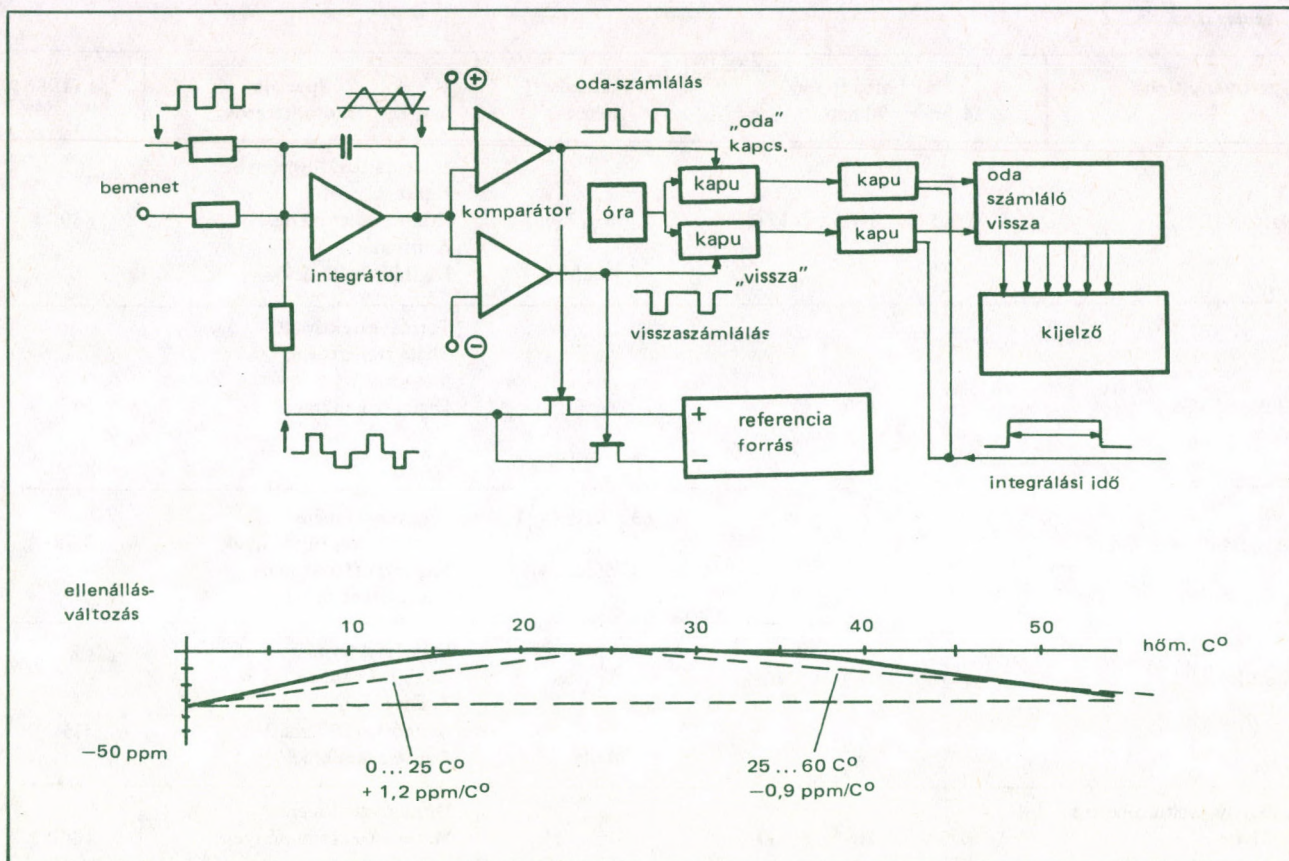 oda-számlálás
„oda”
kapcs.
bemenet
integrátor
komparátor
óra
kapu
kapu
kapu
kapu
oda
számláló
vissza
„vissza”
visszaszámlálás
kijelző
+
referencia
forrás
−
integrálási idő
ellenállás-
változás
10 20 30 40 50
hőm. C°
−50 ppm
0 ... 25 C°
+ 1,2 ppm/C°
25 ... 60 C°
−0,9 ppm/C°